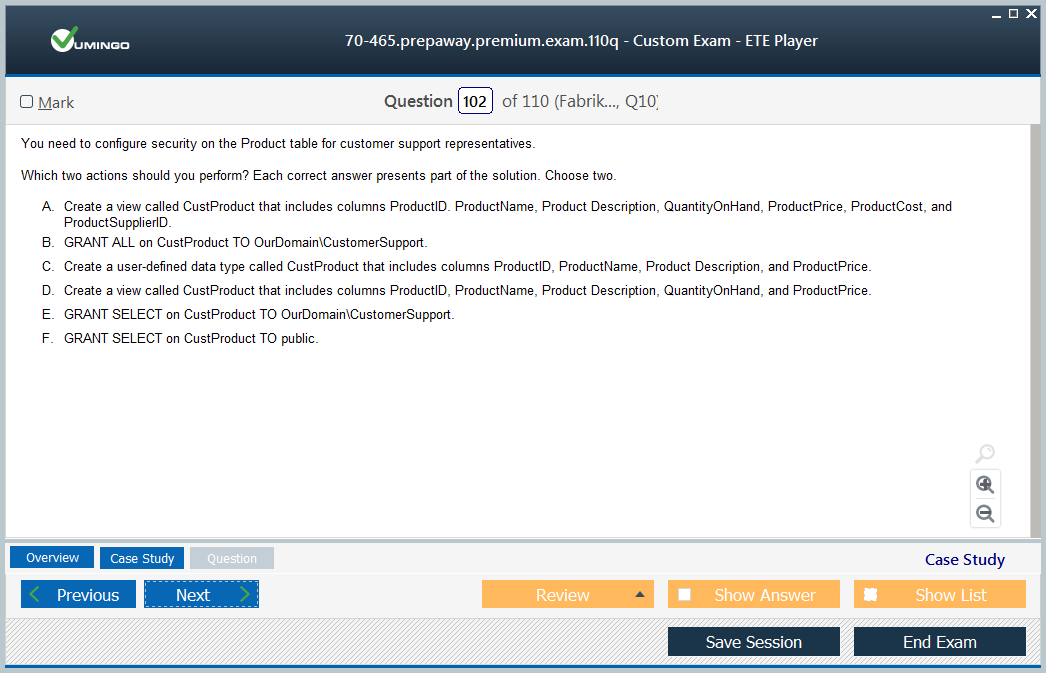 VUMINGO
70-465.prepaway.premium.exam.110q - Custom Exam - ETE Player
Mark
Question 102 of 110 (Fabrik..., Q10)
You need to configure security on the Product table for customer support representatives.
Which two actions should you perform? Each correct answer presents part of the solution. Choose two.
A. Create a view called CustProduct that includes columns ProductID. ProductName, Product Description, QuantityOnHand, ProductPrice, ProductCost, and
ProductSupplierID.
B. GRANT ALL on CustProduct TO OurDomain\CustomerSupport.
C. Create a user-defined data type called CustProduct that includes columns ProductID, ProductName, Product Description, and ProductPrice.
D. Create a view called CustProduct that includes columns ProductID, ProductName, Product Description, QuantityOnHand, and ProductPrice.
E. GRANT SELECT on CustProduct TO OurDomain\CustomerSupport.
F. GRANT SELECT on CustProduct TO public.
Overview Case Study Question Case Study
Previous Next Review Show Answer Show List
Save Session End Exam